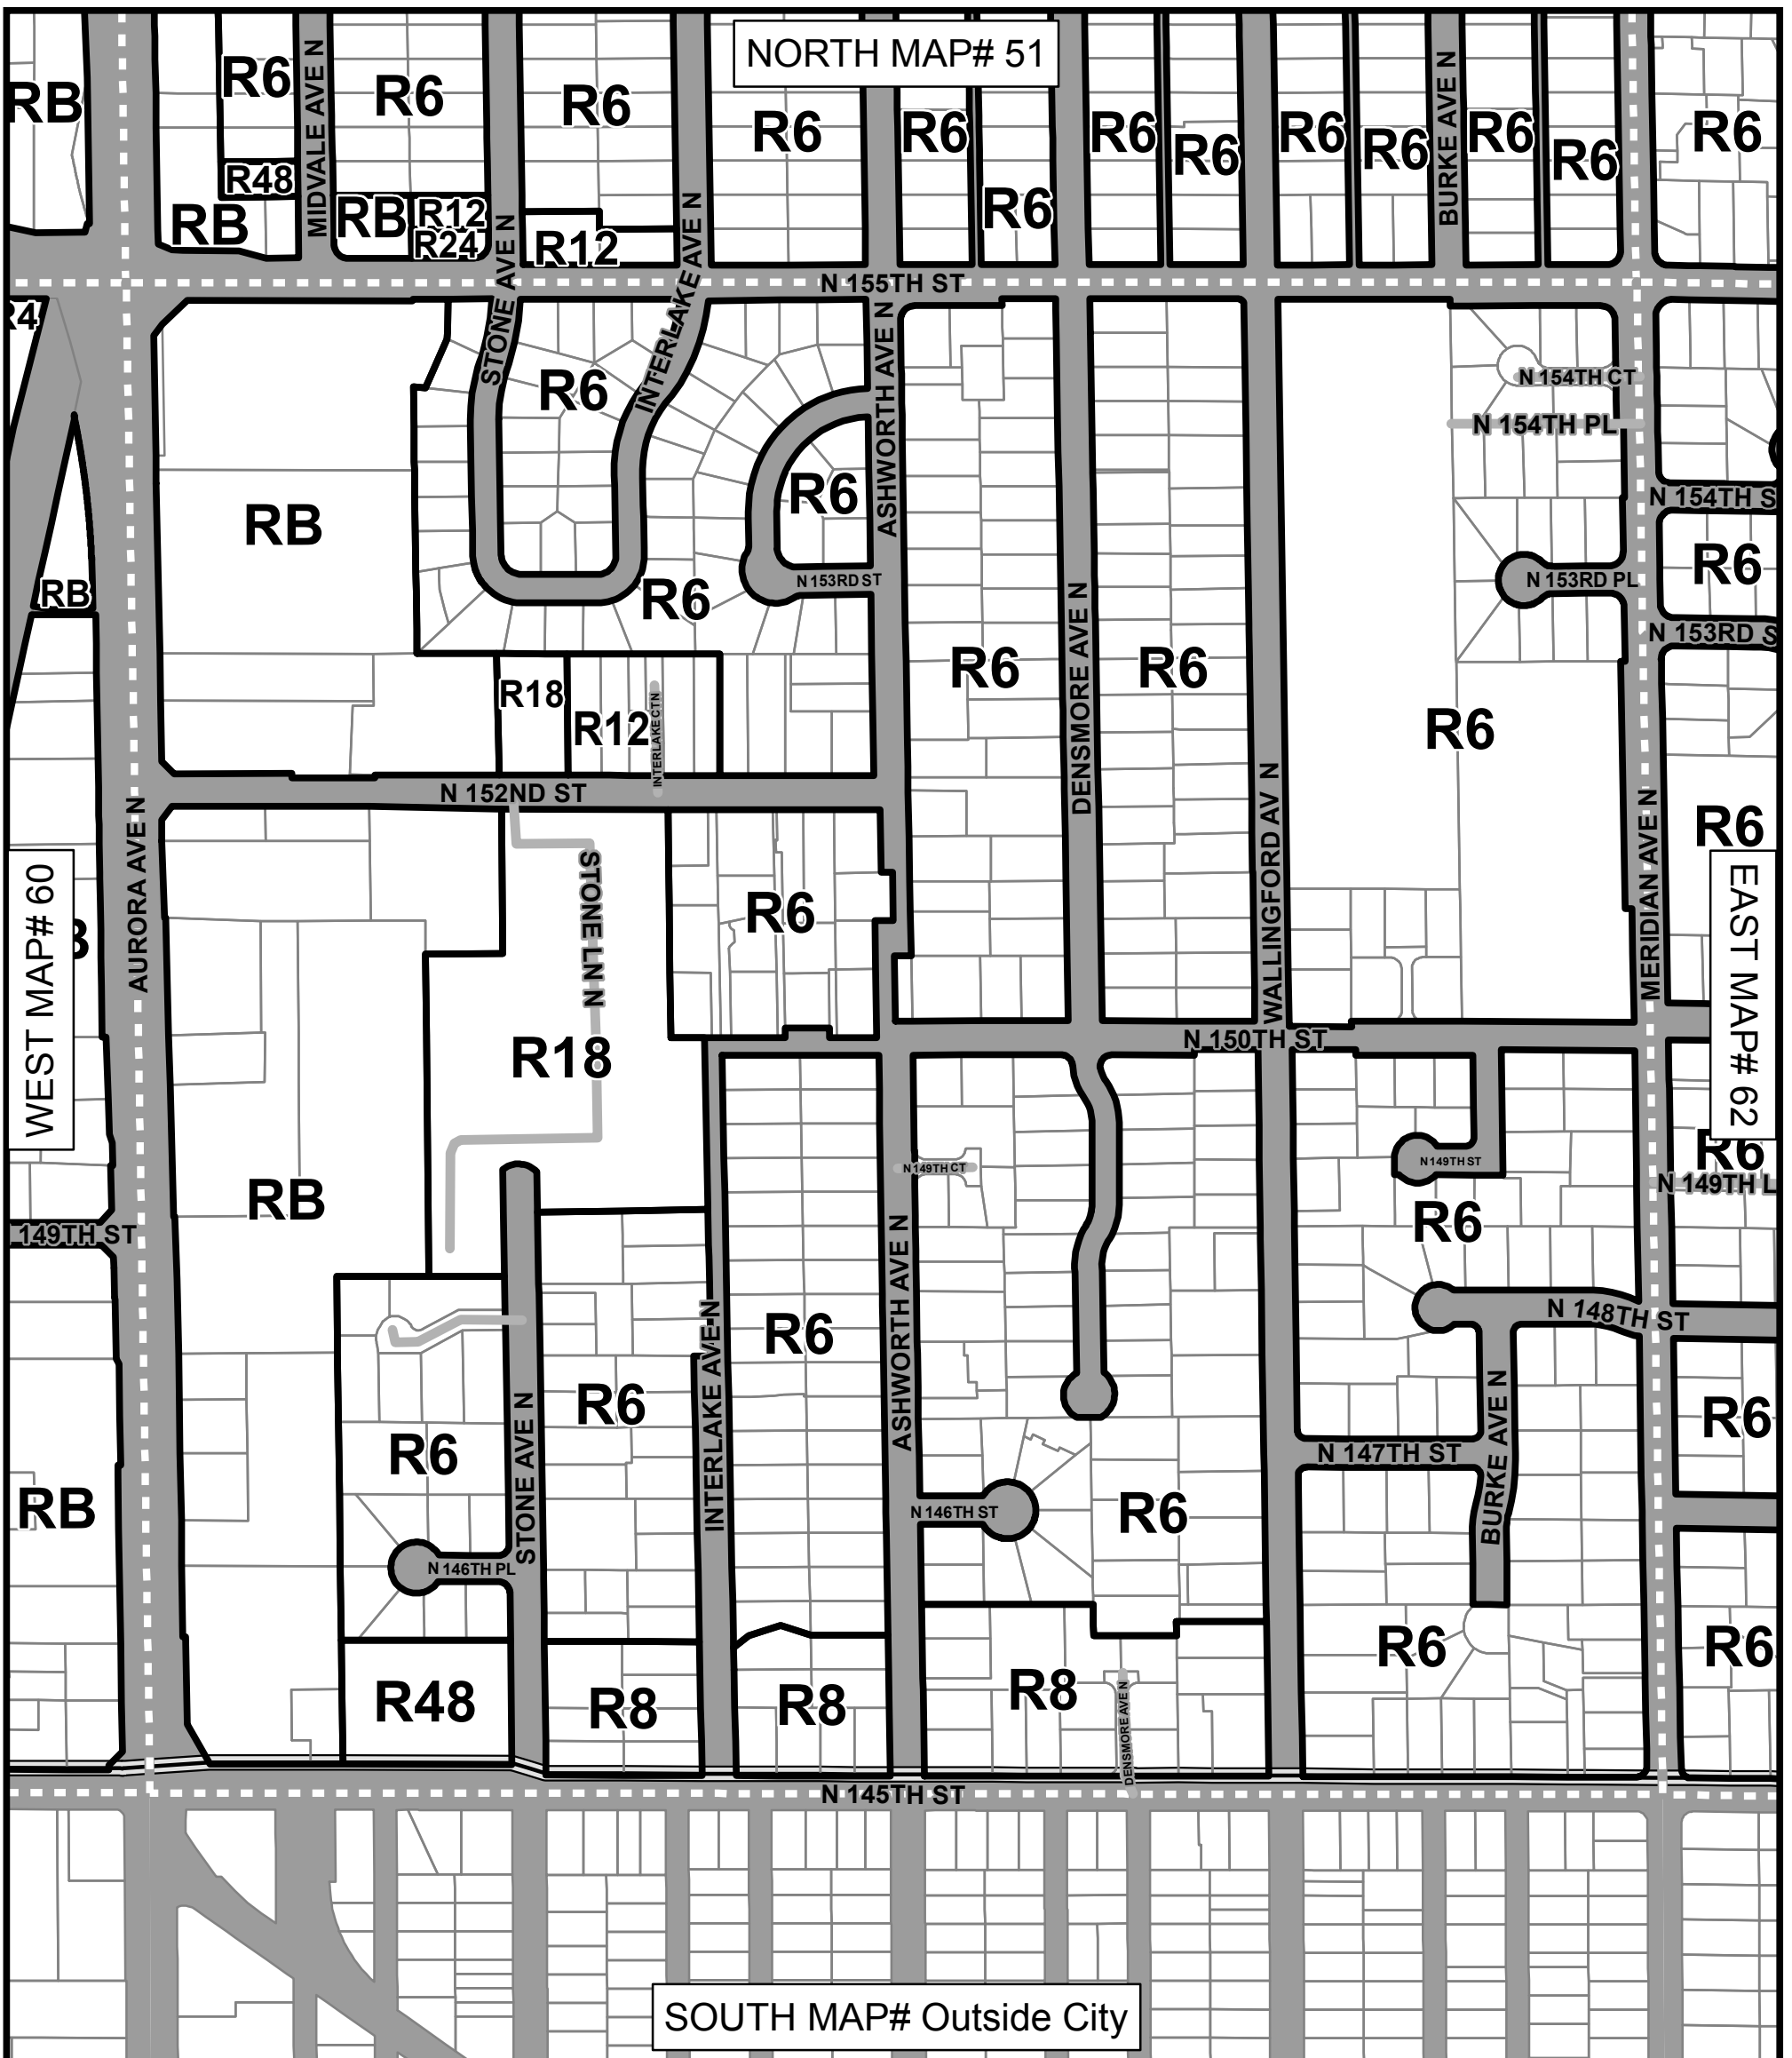 NORTH MAP# 51
RB
R6
MIDVALE AVE N
R6
R6
R6
R6
R6
R6
R6
R6
R6
BURKE AVE N
R6
R6
R6
R48
RB
RB
R12
R24
R12
STONE AVE N
INTERLAKE AVE N
N 155TH ST
R4
R6
ASHWORTH AVE N
N 154TH CT
N 154TH PL
N 154TH S
RB
R6
R6
N 153RD ST
N 153RD PL
R6
RB
R6
N 153RD S
R6
DENSMORE AVE N
R6
R18
R12
INTERLAKE CT N
R6
N 152ND ST
AURORA AVE N
WALLINGFORD AV N
MERIDIAN AVE N
R6
WEST MAP# 60
B
STONE LN N
R6
EAST MAP# 62
R18
N 150TH ST
R6
N 149TH CT
N 149TH ST
N 149TH L
RB
149TH ST
ASHWORTH AVE N
R6
N 148TH ST
INTERLAKE AVE N
R6
R6
STONE AVE N
R6
BURKE AVE N
R6
N 147TH ST
RB
N 146TH ST
R6
N 146TH PL
R6
R6
R48
R8
R8
R8
DENSMORE AVE N
N 145TH ST
SOUTH MAP# Outside City